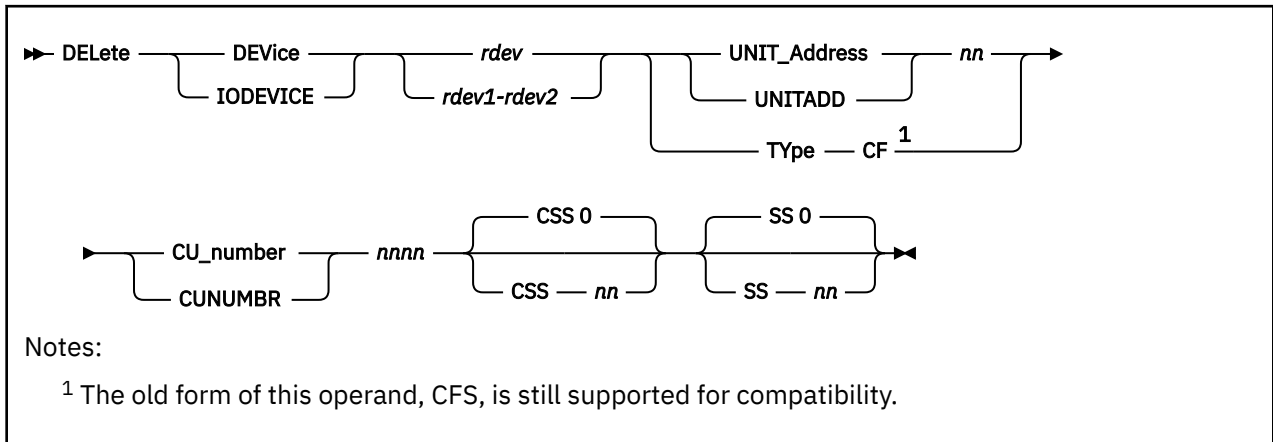 DELete DEVice rdev UNIT_Address nn
IODEVICE rdev1-rdev2 UNITADD
TYpe CF 1
CSS 0 SS 0
CU_number nnnn
CUNUMBR CSS nn SS nn
Notes:
1 The old form of this operand, CFS, is still supported for compatibility.